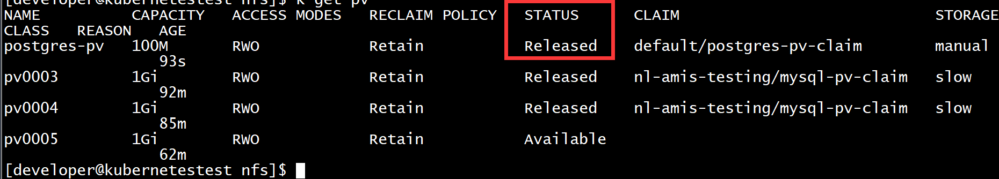 [developer@kubernetestest nfs]$ k get pv
NAME          CAPACITY   ACCESS MODES   RECLAIM POLICY   STATUS      CLAIM                            STORAGE
CLASS   REASON   AGE
postgres-pv   100M       RWO            Retain           Released    default/postgres-pv-claim        manual
                 93s
pv0003        1Gi        RWO            Retain           Released    nl-amis-testing/mysql-pv-claim   slow
                 92m
pv0004        1Gi        RWO            Retain           Released    nl-amis-testing/mysql-pv-claim   slow
                 85m
pv0005        1Gi        RWO            Retain           Available
                 62m
[developer@kubernetestest nfs]$